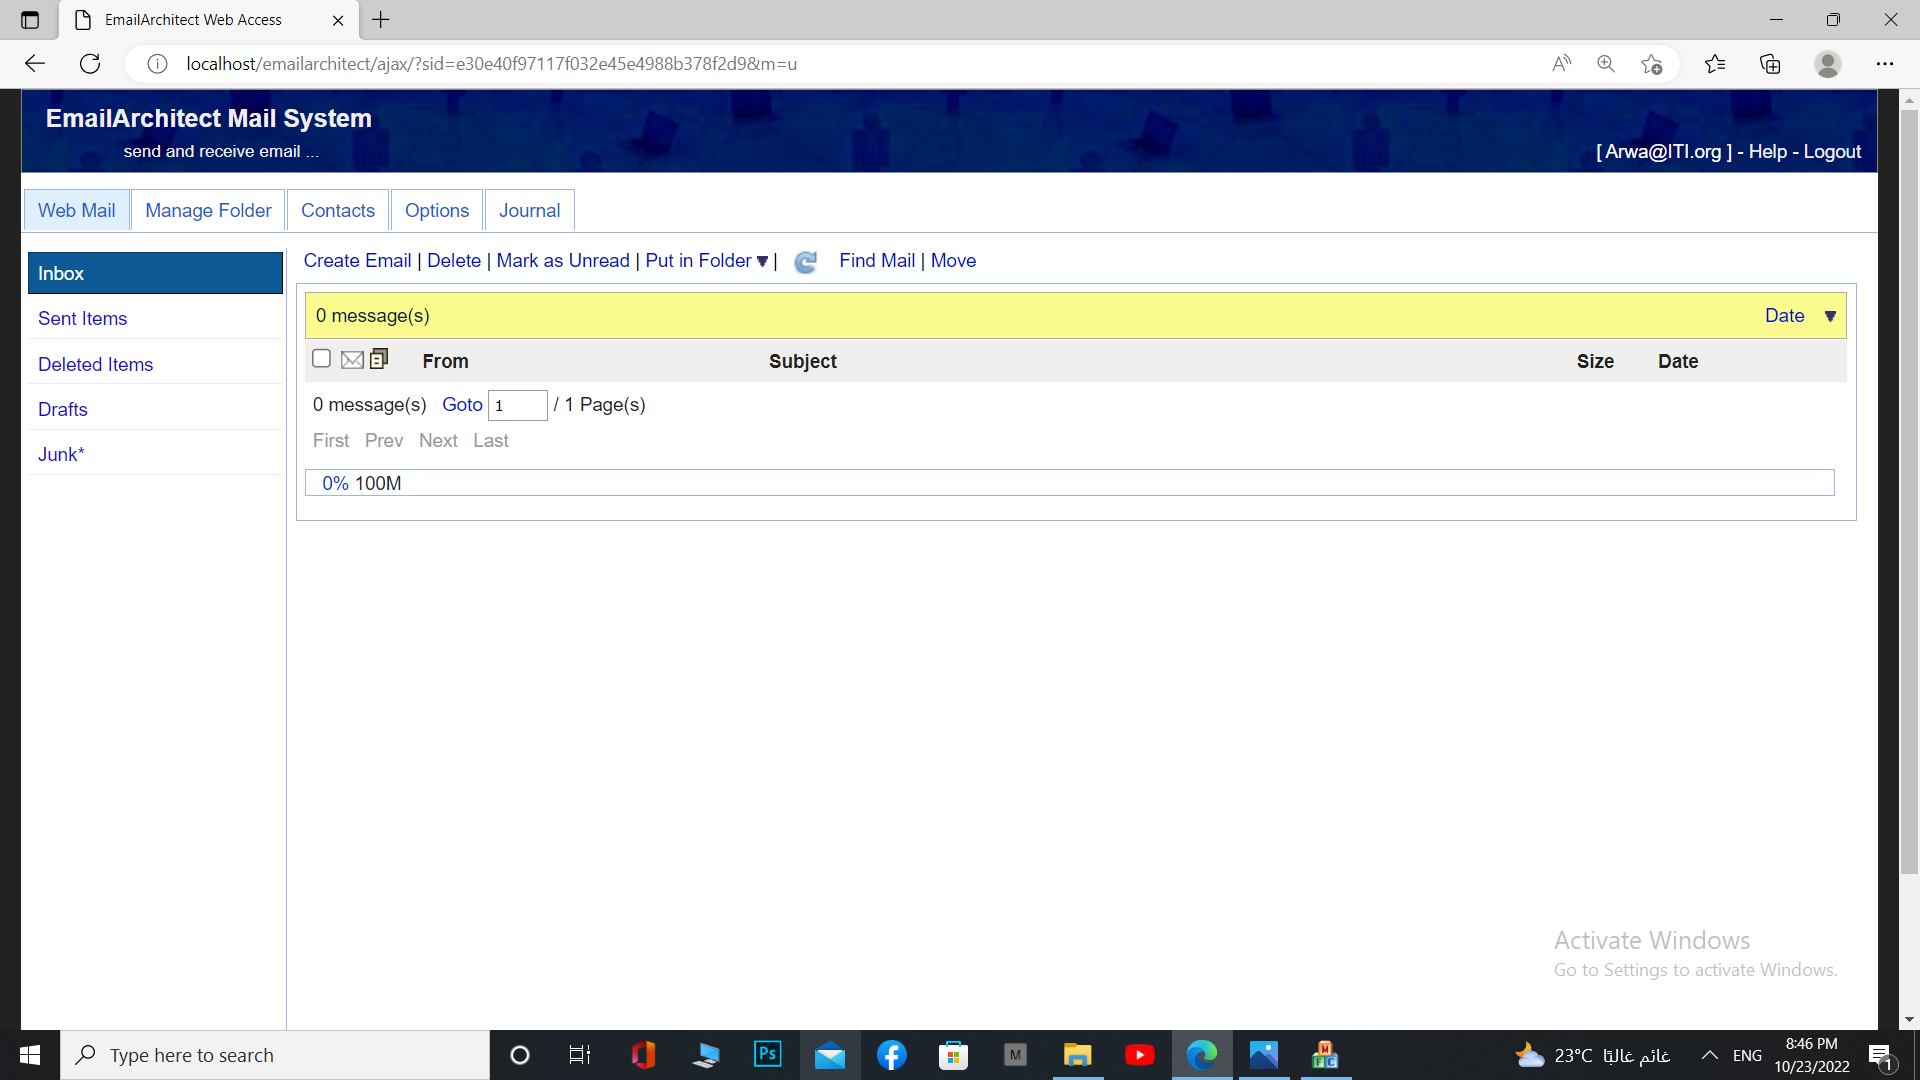 EmailArchitect Web Access
localhost/emailarchitect/ajax/?sid=e30e40f97117f032e45e4988b378f2d9&m=u
EmailArchitect Mail System
send and receive email ...
[ Arwa@ITI.org ] - Help - Logout
Web Mail Manage Folder Contacts Options Journal
Inbox
Sent Items
Deleted Items
Drafts
Junk*
Create Email | Delete | Mark as Unread | Put in Folder ▼ | Find Mail | Move
0 message(s) Date ▼
From Subject Size Date
0 message(s) Goto 1 / 1 Page(s)
First Prev Next Last
0% 100M
Activate Windows
Go to Settings to activate Windows.
Type here to search
Ps
M
M
F C
23°C غائم غالبًا
ENG
8:46 PM
10/23/2022
1